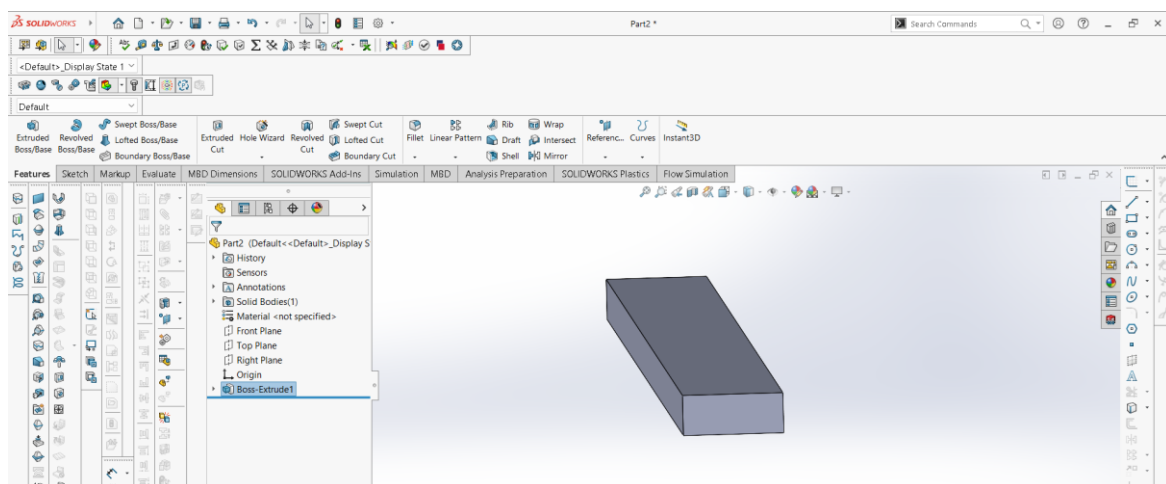 SOLIDWORKS
Part2 *
Search Commands
<Default>_Display State 1
Default
Extruded Boss/Base
Revolved Boss/Base
Swept Boss/Base
Lofted Boss/Base
Boundary Boss/Base
Extruded Cut
Hole Wizard
Revolved Cut
Swept Cut
Lofted Cut
Boundary Cut
Fillet
Linear Pattern
Rib
Draft
Shell
Wrap
Intersect
Mirror
Referenc...
Curves
Instant3D
Features Sketch Markup Evaluate MBD Dimensions SOLIDWORKS Add-Ins Simulation MBD Analysis Preparation SOLIDWORKS Plastics Flow Simulation
Part2 (Default<<Default>_Display S
History
Sensors
Annotations
Solid Bodies(1)
Material <not specified>
Front Plane
Top Plane
Right Plane
Origin
Boss-Extrude1